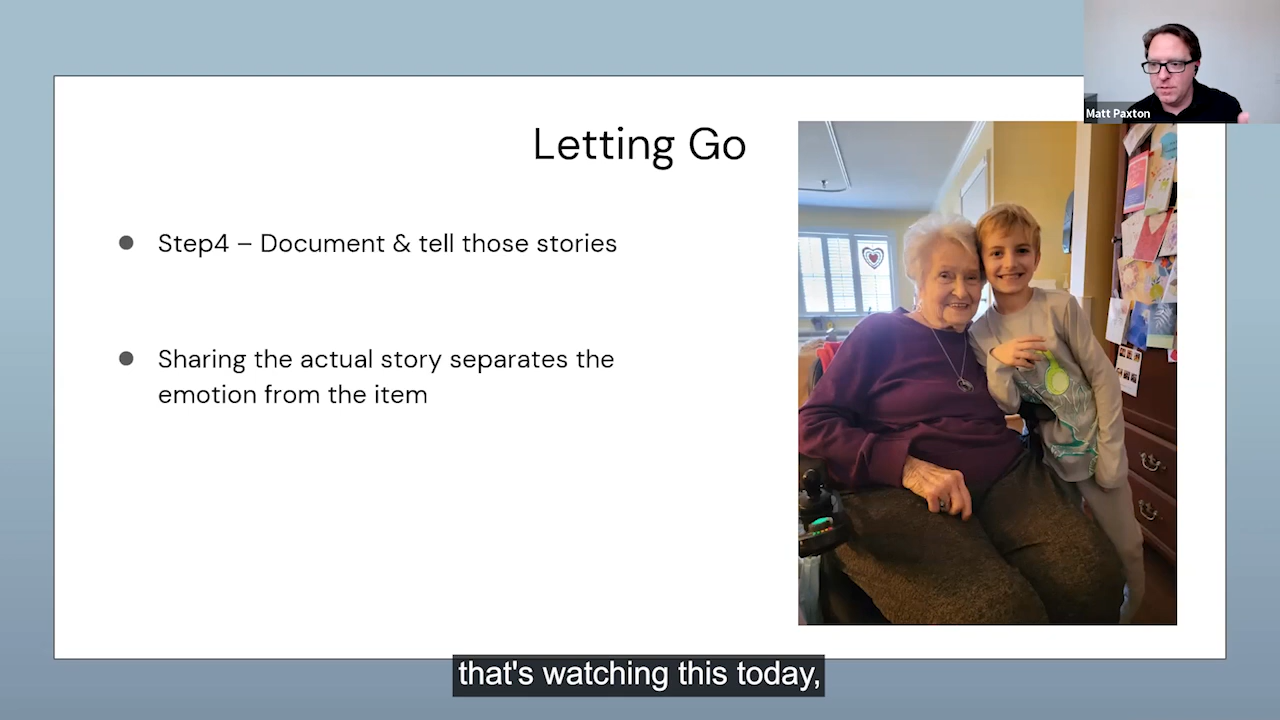 Matt Paxton
Letting Go
Step4 – Document & tell those stories
Sharing the actual story separates the
emotion from the item
that's watching this today,